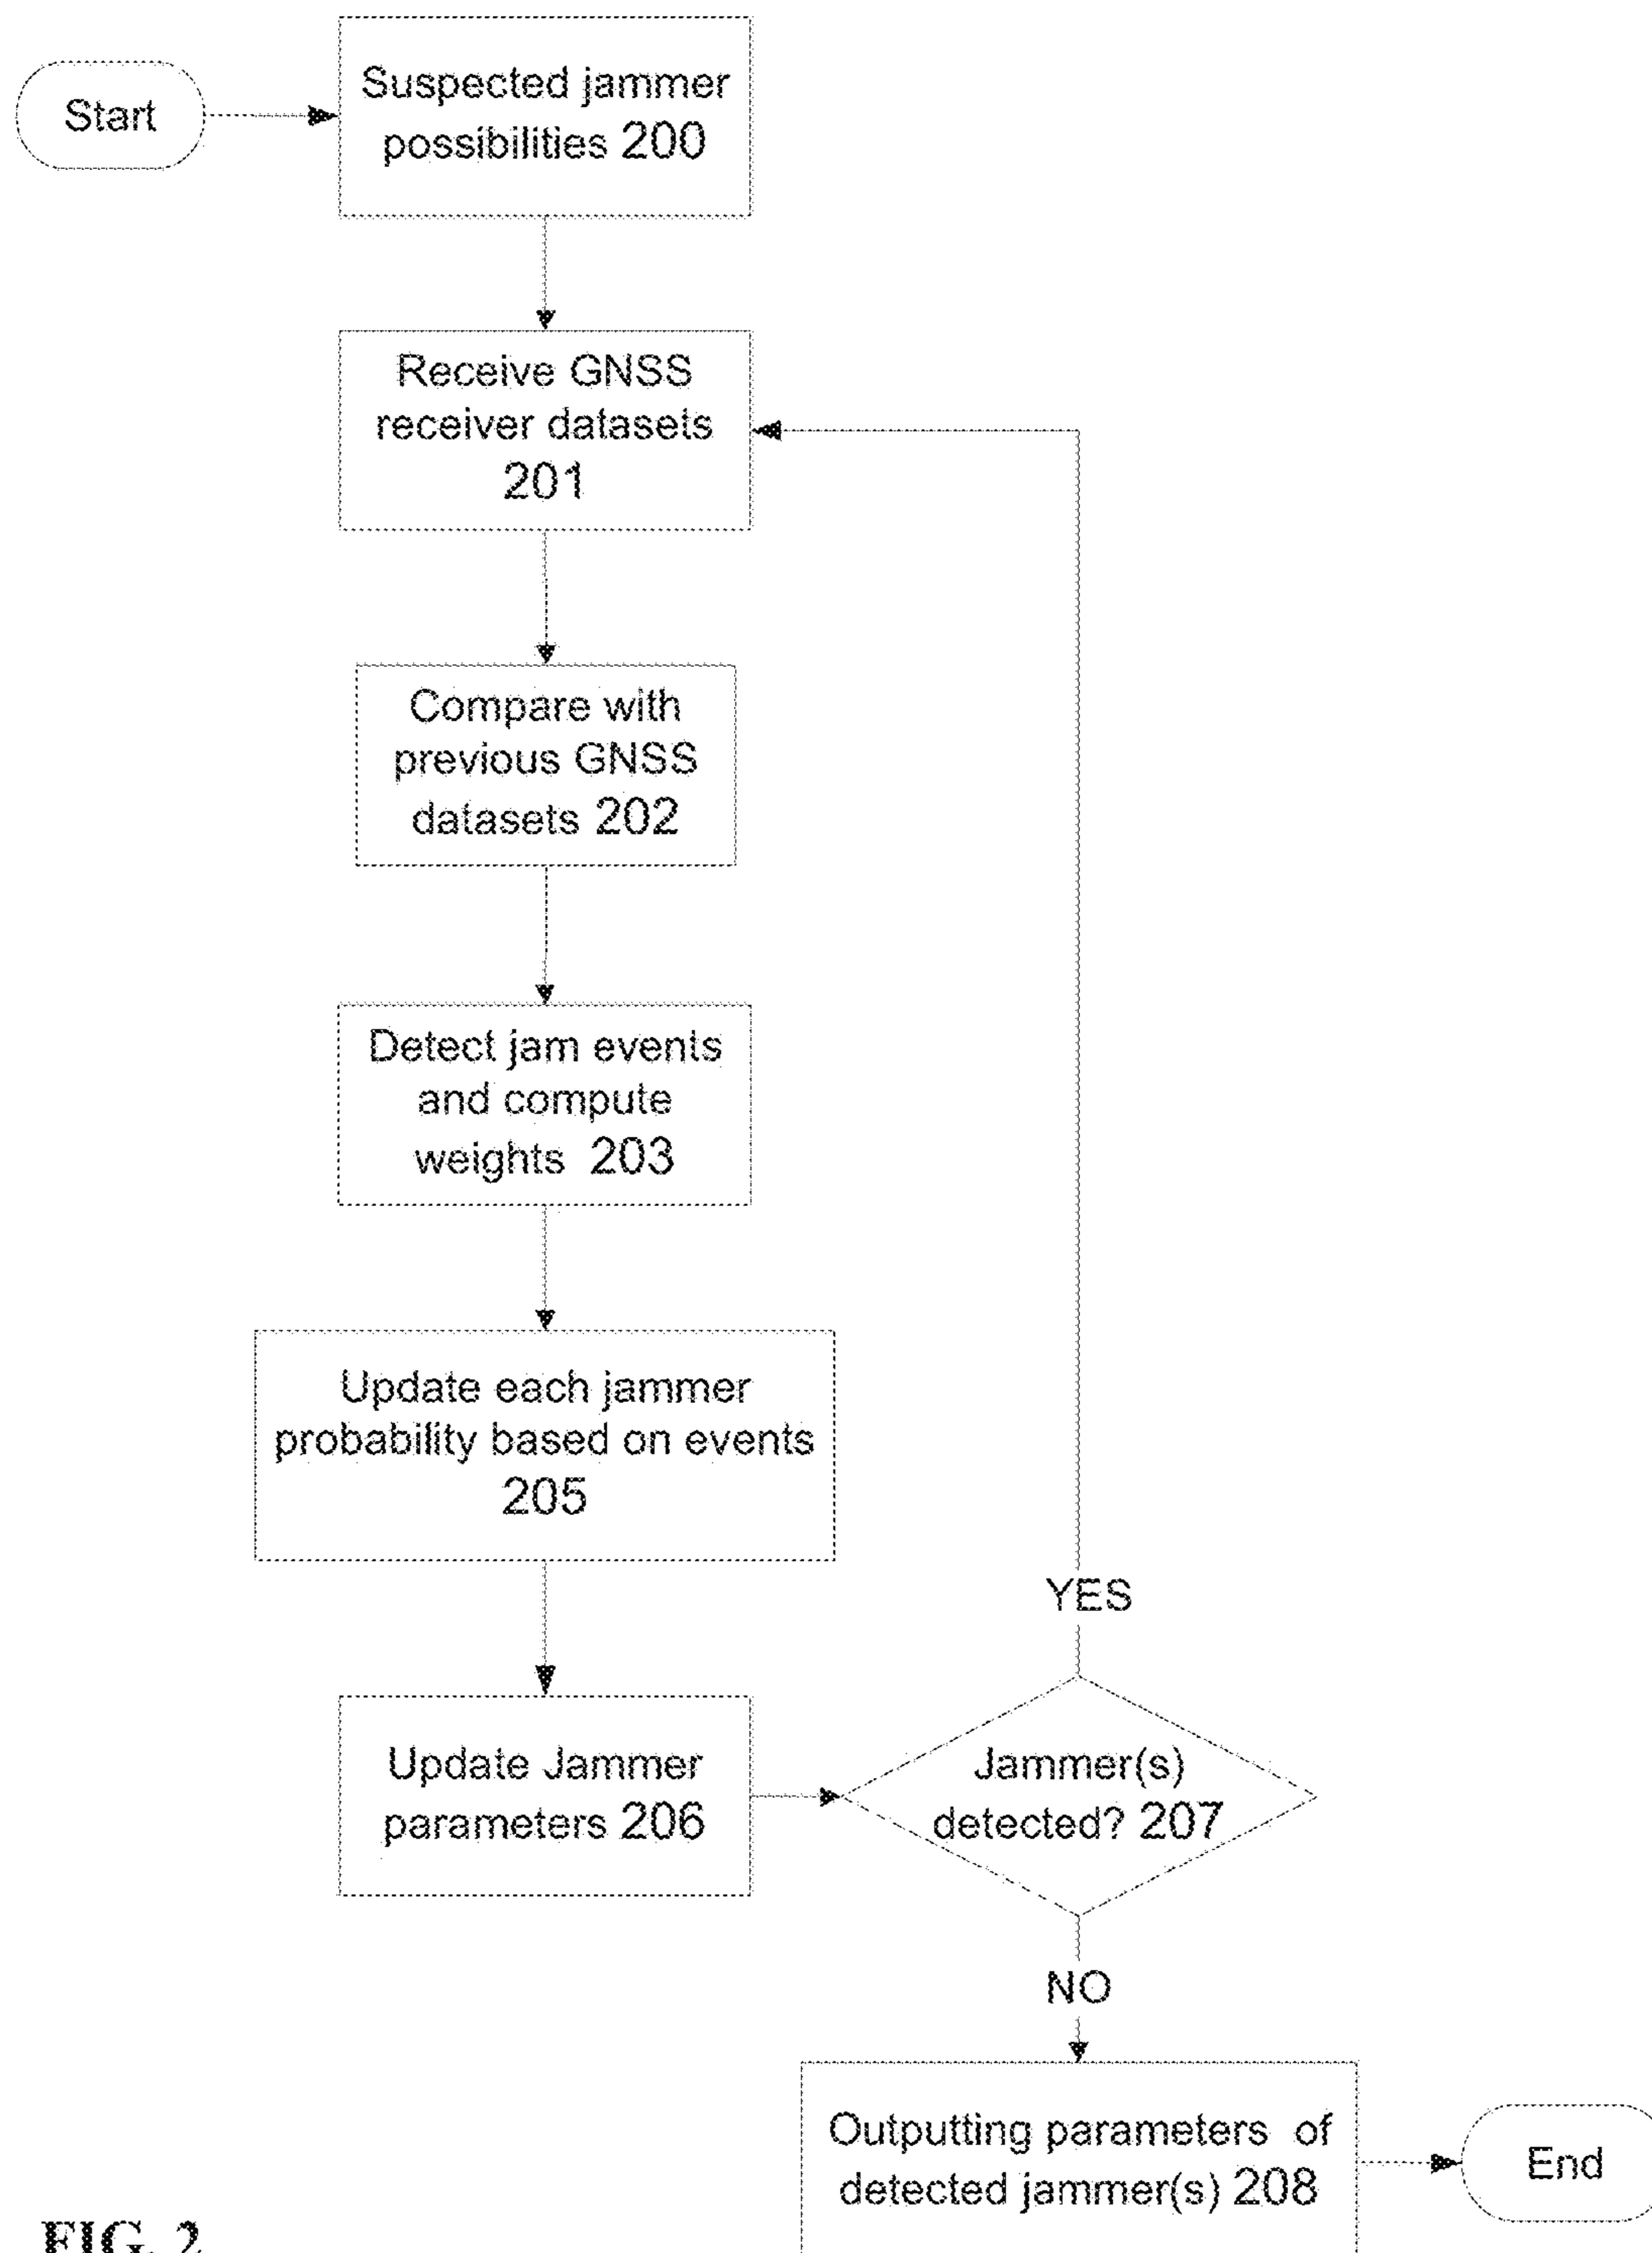 Start
Suspected jammer
possibilities 200
Receive GNSS
receiver datasets
201
Compare with
previous GNSS
datasets 202
Detect jam events
and compute
weights 203
Update each jammer
probability based on events
205
Update Jammer
parameters 206
Jammer(s)
detected? 207
YES
NO
Outputting parameters of
detected jammer(s) 208
End
FIG. 2